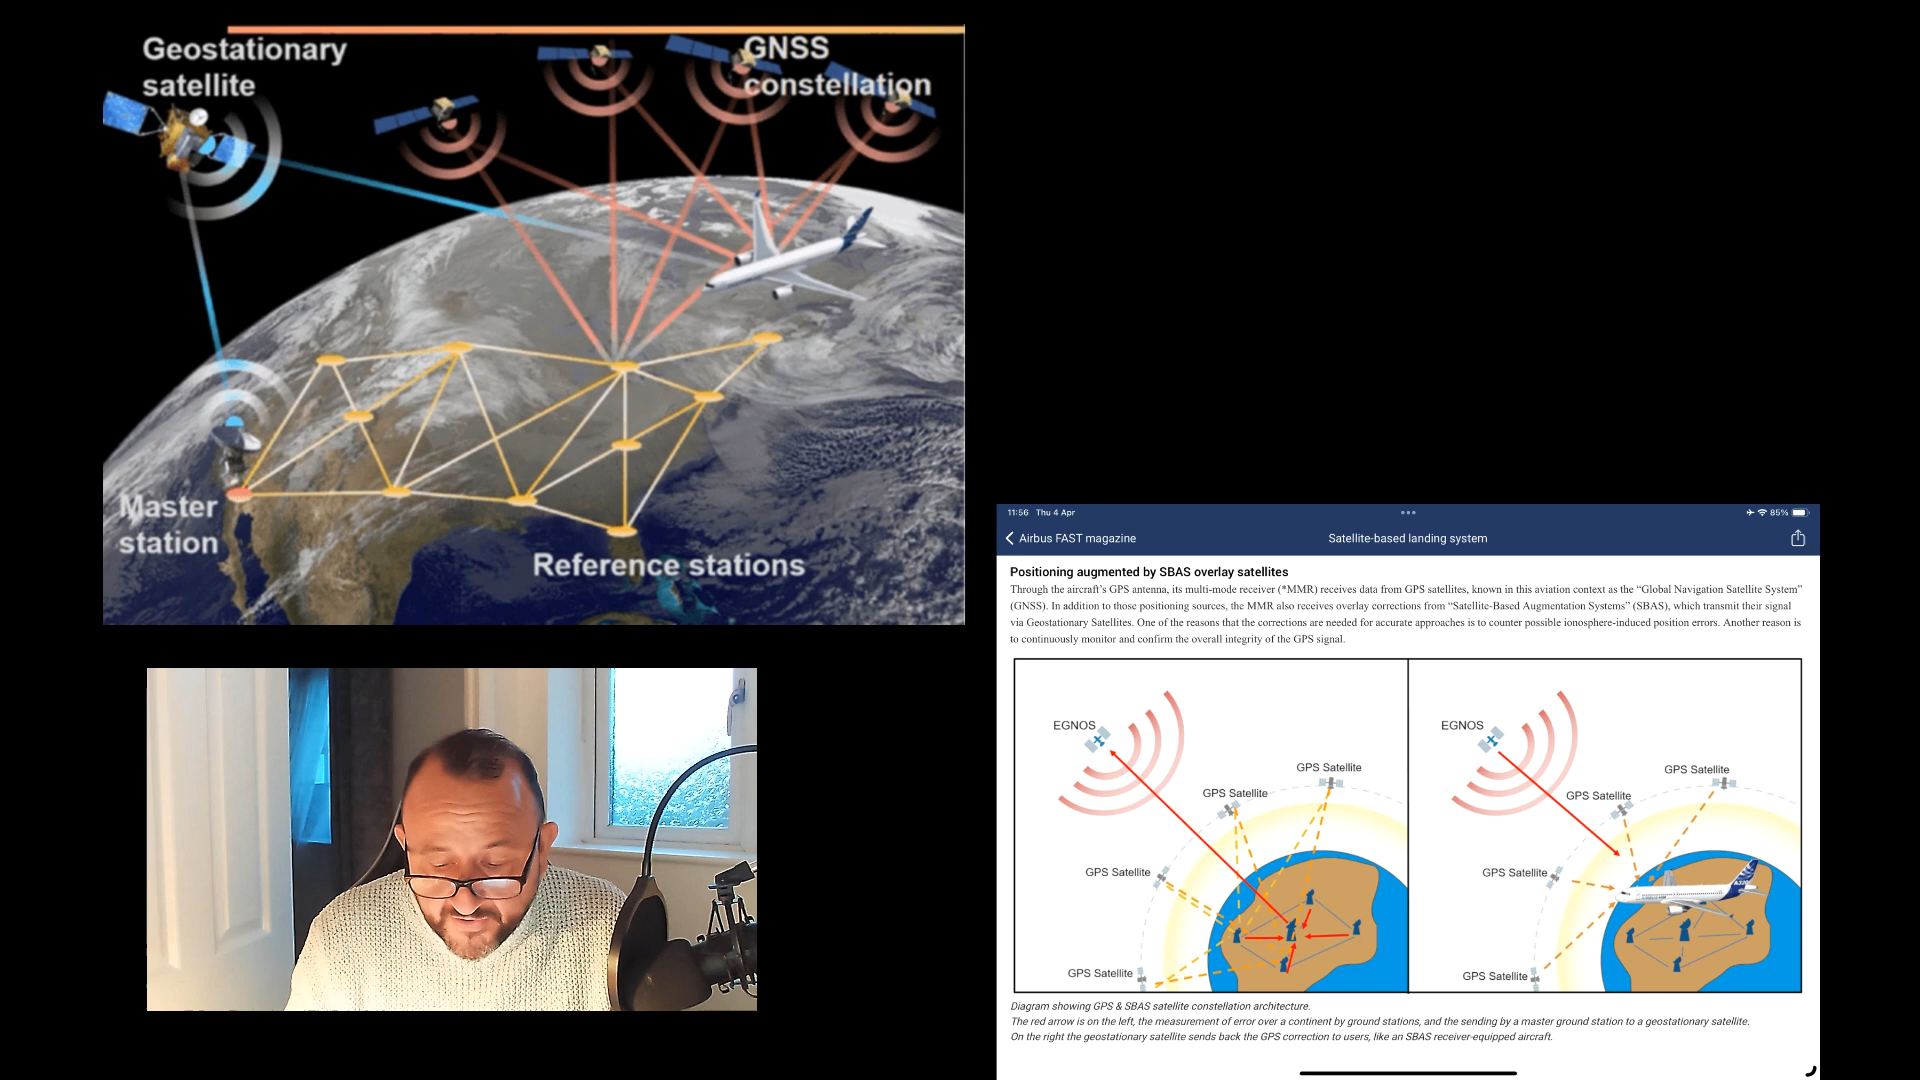 Geostationary
satellite
GNSS
constellation
Master
station
Reference stations
11:56 Thu 4 Apr
85%
Airbus FAST magazine
Satellite-based landing system
Positioning augmented by SBAS overlay satellites
Through the aircraft's GPS antenna, its multi-mode receiver (*MMR) receives data from GPS satellites, known in this aviation context as the “Global Navigation Satellite System”
(GNSS). In addition to those positioning sources, the MMR also receives overlay corrections from “Satellite-Based Augmentation Systems” (SBAS), which transmit their signal
via Geostationary Satellites. One of the reasons that the corrections are needed for accurate approaches is to counter possible ionosphere-induced position errors. Another reason is
to continuously monitor and confirm the overall integrity of the GPS signal.
EGNOS
GPS Satellite
GPS Satellite
GPS Satellite
GPS Satellite
EGNOS
GPS Satellite
GPS Satellite
GPS Satellite
GPS Satellite
Diagram showing GPS & SBAS satellite constellation architecture.
The red arrow is on the left, the measurement of error over a continent by ground stations, and the sending by a master ground station to a geostationary satellite.
On the right the geostationary satellite sends back the GPS correction to users, like an SBAS receiver-equipped aircraft.